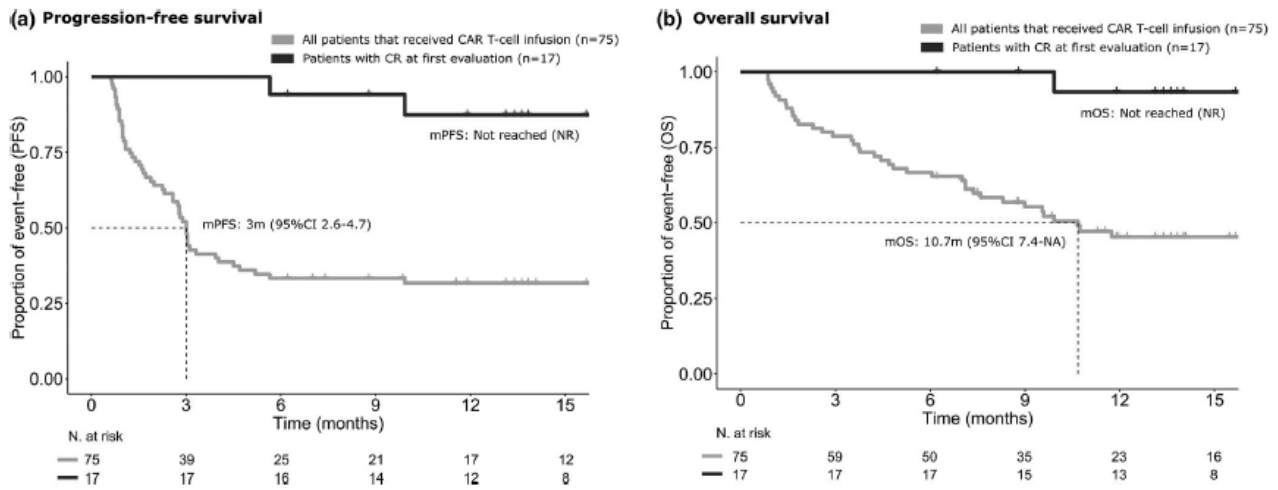 (a) Progression-free survival
All patients that received CAR T-cell infusion (n=75)
Patients with CR at first evaluation (n=17)
Proportion of event-free (PFS)
1.00
0.75
0.50
0.25
0.00
mPFS: Not reached (NR)
mPFS: 3m (95%CI 2.6-4.7)
0 3 6 9 12 15
Time (months)
N. at risk
75 39 25 21 17 12
17 17 16 14 12 8
(b) Overall survival
All patients that received CAR T-cell infusion (n=75)
Patients with CR at first evaluation (n=17)
Proportion of event-free (OS)
1.00
0.75
0.50
0.25
0.00
mOS: Not reached (NR)
mOS: 10.7m (95%CI 7.4-NA)
0 3 6 9 12 15
Time (months)
N. at risk
75 59 50 35 23 16
17 17 17 15 13 8